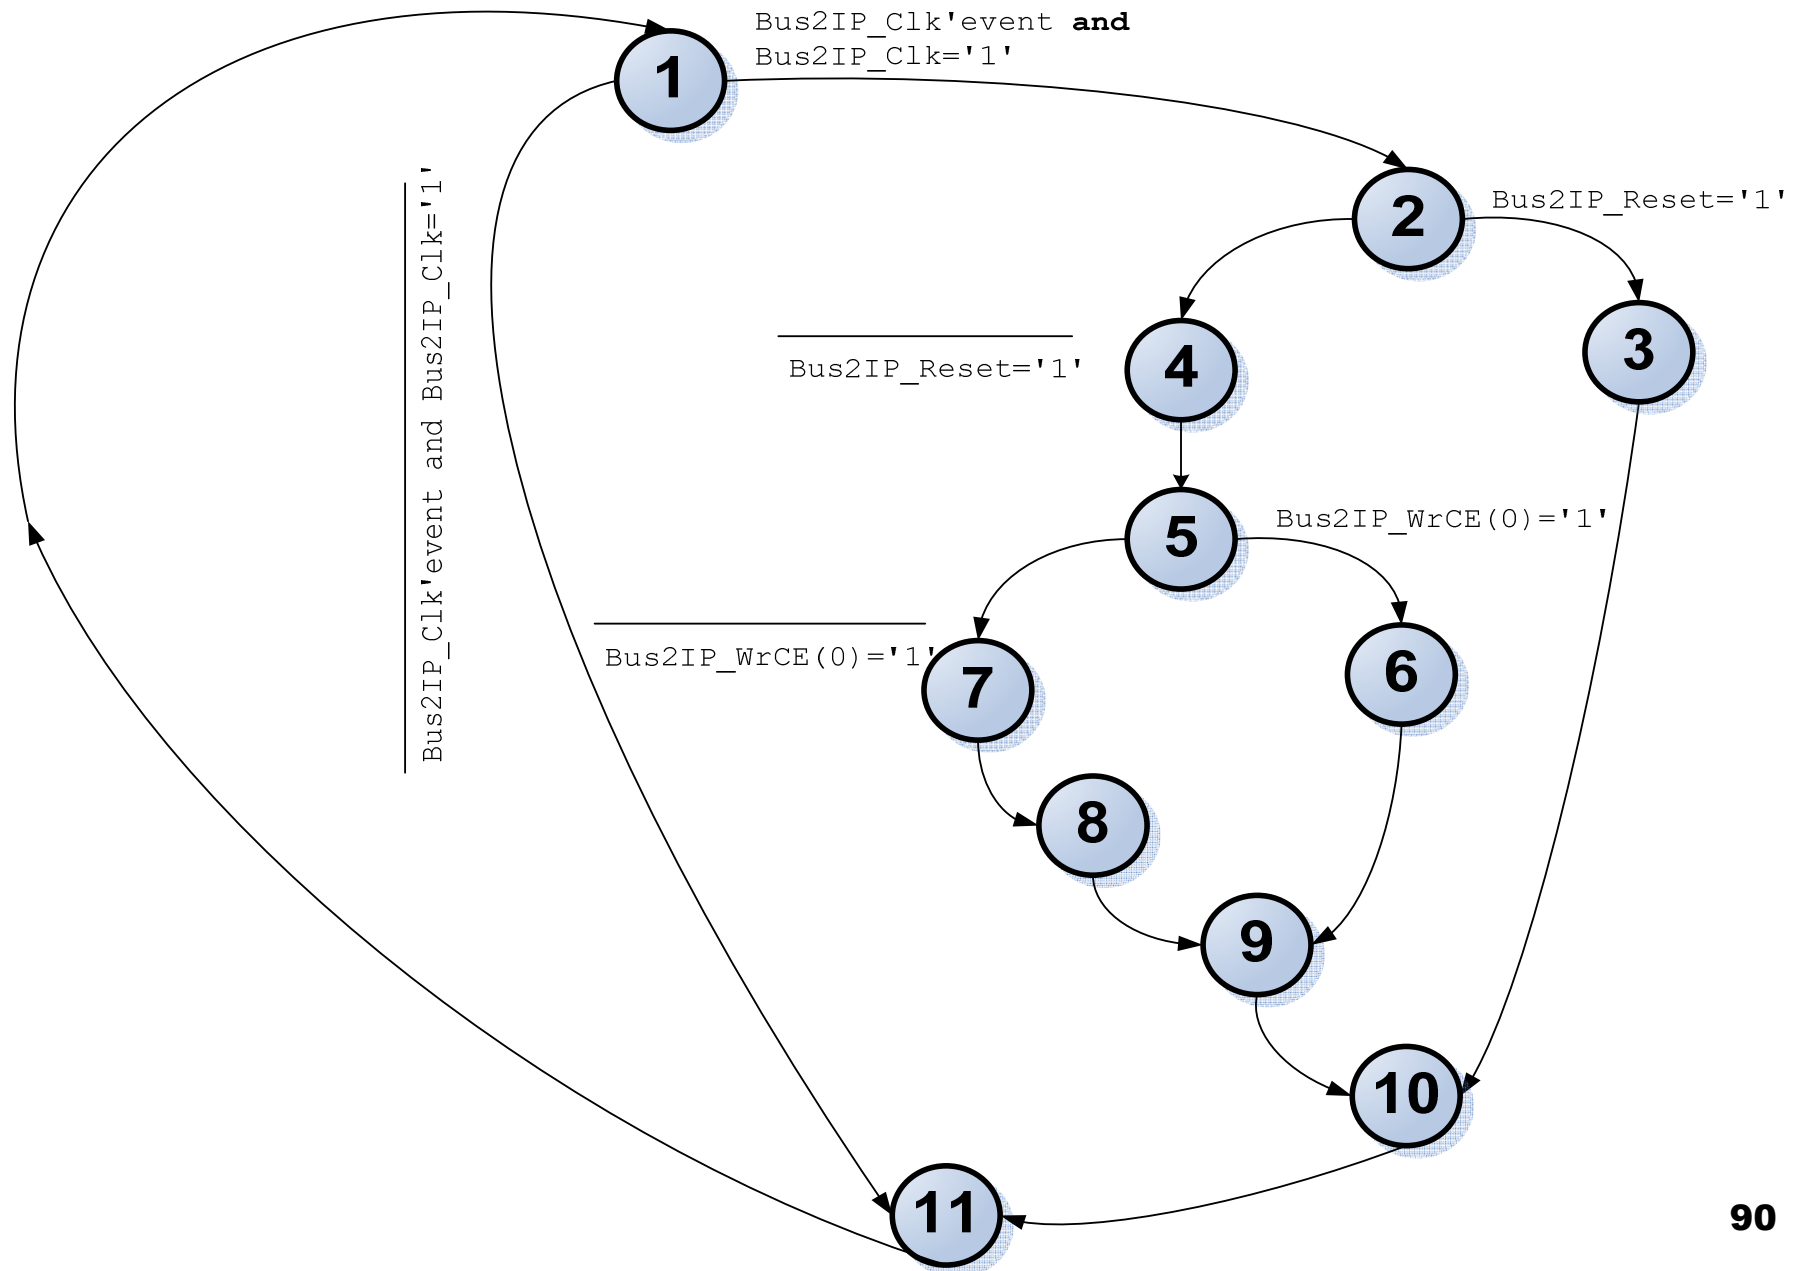 Bus2IP_Clk'event and
Bus2IP_Clk='1'
1
2
Bus2IP_Reset='1'
Bus2IP_Clk'event and Bus2IP_Clk='1'
3
Bus2IP_Reset='1'
4
5
Bus2IP_WrCE(0)='1'
Bus2IP_WrCE(0)='1'
7
6
8
9
10
11
90